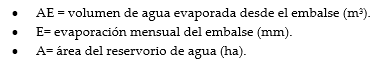 • AE = volumen de agua evaporada desde el embalse (m³).
• E= evaporación mensual del embalse (mm).
• A= área del reservorio de agua (ha).